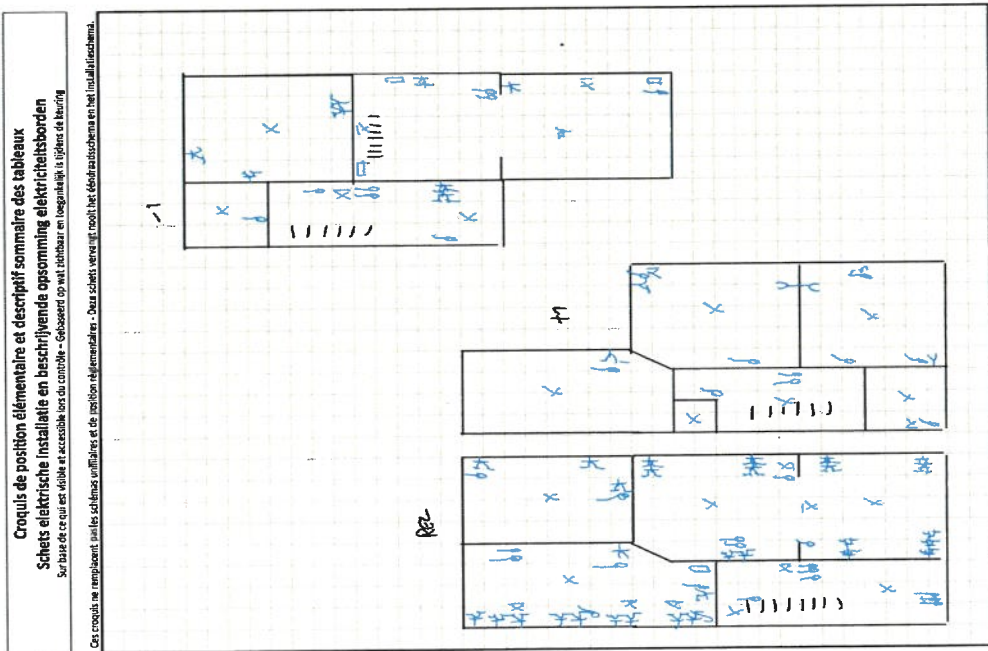 Croquis de position élémentaire et descriptif sommaire des tableaux
Schets elektrische installatie en beschrijvende opsomming elektriciteitsborden
Sur base de ce qui est visible et accessible lors du contrôle – Gebaseerd op wat zichtbaar en toegankelijk is tijdens de keuring
Ces croquis ne remplacent pas les schémas unifilaires et de position réglementaires - Deze schets vervangt nooit het ééndraadsschema en het installatieschema.
-1
+1
REZ